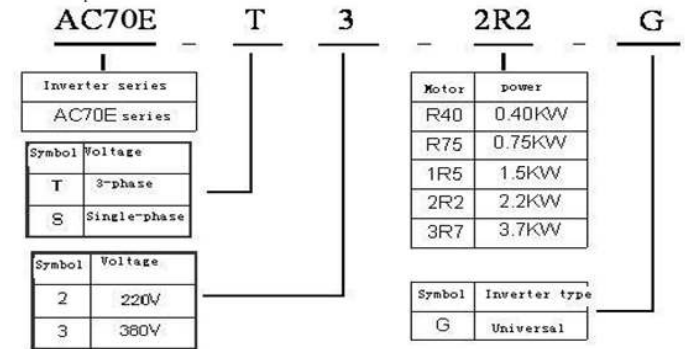 AC70E - T 3 - 2R2 - G
Inverter series
AC70E series
Symbol Voltage
T 3-phase
S Single-phase
Symbol Voltage
2 220V
3 380V
Motor power
R40 0.40KW
R75 0.75KW
1R5 1.5KW
2R2 2.2KW
3R7 3.7KW
Symbol Inverter type
G Universal